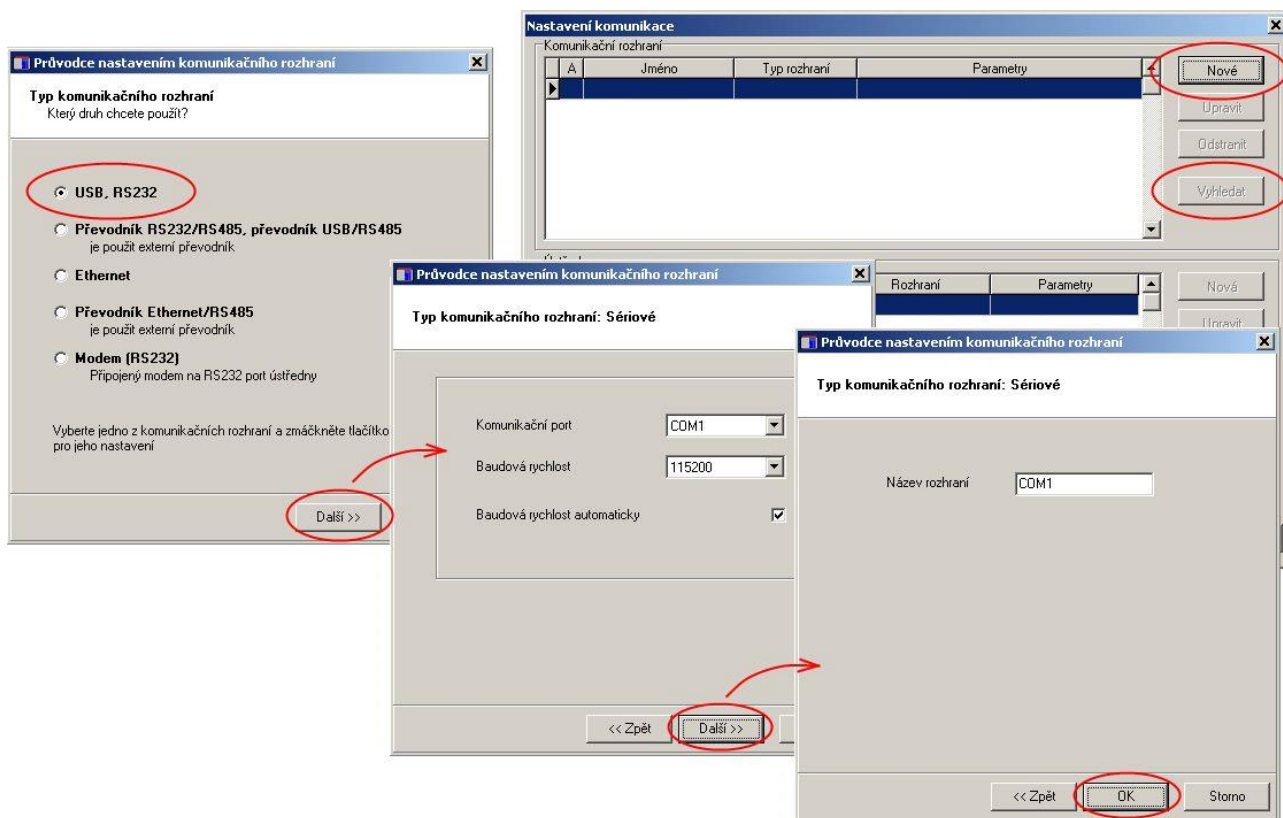 Nastavení komunikace
Komunikační rozhraní
A Jméno Typ rozhraní Parametry
Nové
Upravit
Odstranit
Vyhledat
Rozhraní Parametry
Nová
Upravit
Průvodce nastavením komunikačního rozhraní
Typ komunikačního rozhraní
Který druh chcete použít?
USB, RS232
Převodník RS232/RS485, převodník USB/RS485
je použit externí převodník
Ethernet
Převodník Ethernet/RS485
je použit externí převodník
Modem (RS232)
Připojený modem na RS232 port ústředny
Vyberte jedno z komunikačních rozhraní a zmáčkněte tlačítko
pro jeho nastavení
Další >>
Průvodce nastavením komunikačního rozhraní
Typ komunikačního rozhraní: Sériové
Komunikační port COM1
Baudová rychlost 115200
Baudová rychlost automaticky
<< Zpět Další >>
Průvodce nastavením komunikačního rozhraní
Typ komunikačního rozhraní: Sériové
Název rozhraní COM1
<< Zpět OK Storno